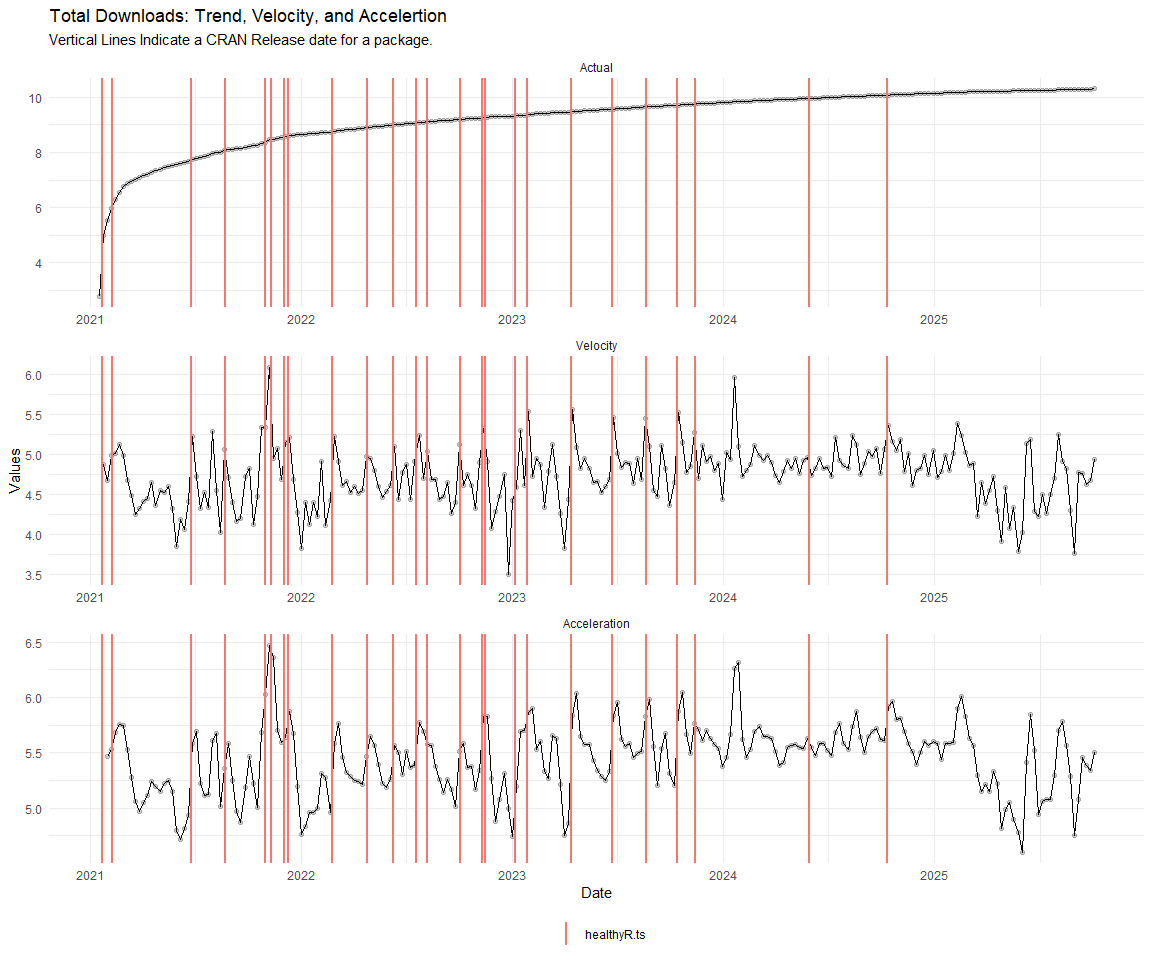 Total Downloads: Trend, Velocity, and Accelertion
Vertical Lines Indicate a CRAN Release date for a package.
Actual
10
8
6
4
2021 2022 2023 2024 2025
Velocity
6.0
5.5
5.0
4.5
4.0
3.5
2021 2022 2023 2024 2025
Values
Acceleration
6.5
6.0
5.5
5.0
2021 2022 2023 2024 2025
Date
healthyR.ts